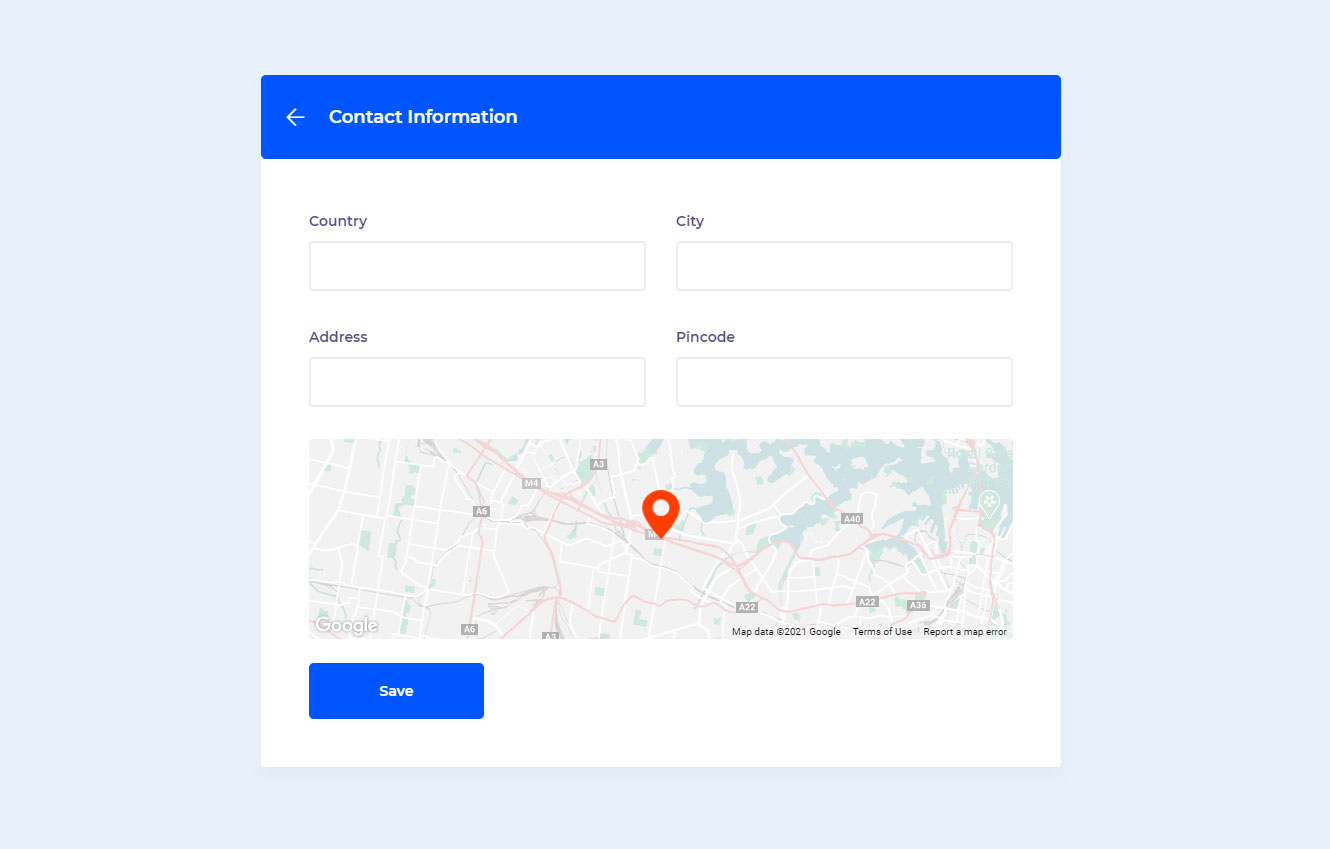 Contact Information
Country
City
Address
Pincode
A3
M4
A6
A40
A22
A22
A36
A6
A3
Google
Map data ©2021 Google
Terms of Use
Report a map error
Save